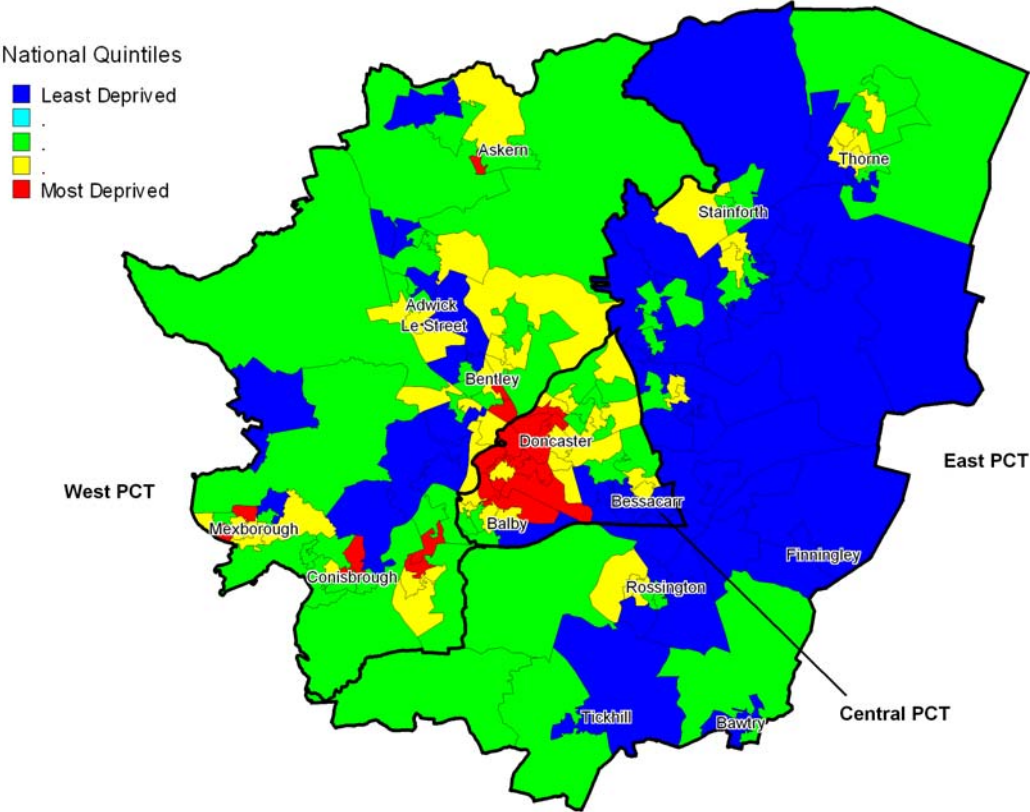 National Quintiles
Least Deprived
.
.
.
Most Deprived
Askern
Thorne
Stainforth
Adwick
Le Street
Bentley
Doncaster
East PCT
West PCT
Bessacarr
Mexborough
Balby
Finningley
Conisbrough
Rossington
Central PCT
Tickhill
Bawtry